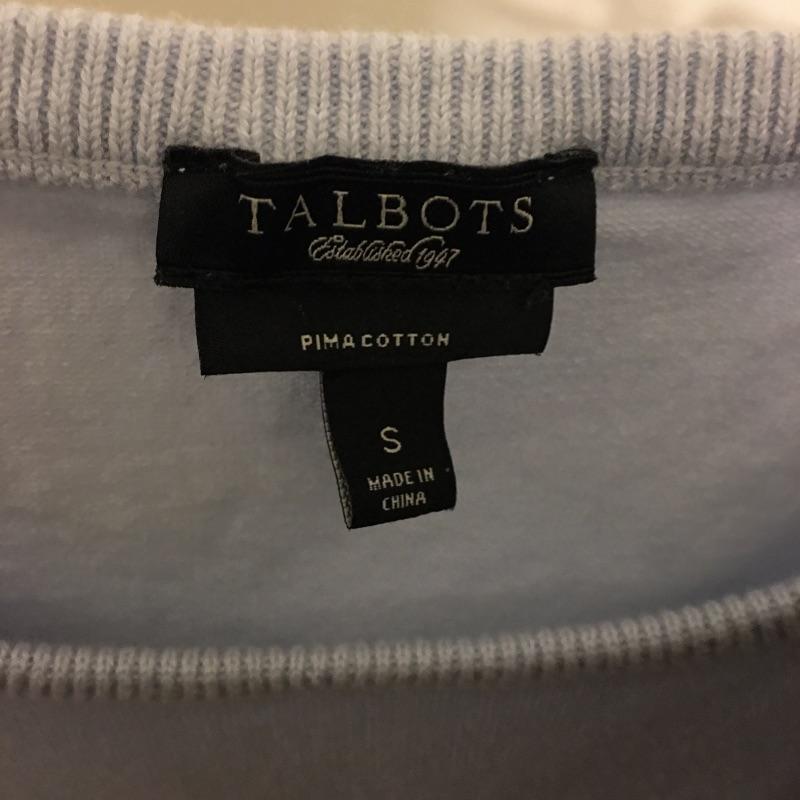 TALBOTS
Established 1947
PIMA COTTON
S
MADE IN
CHINA